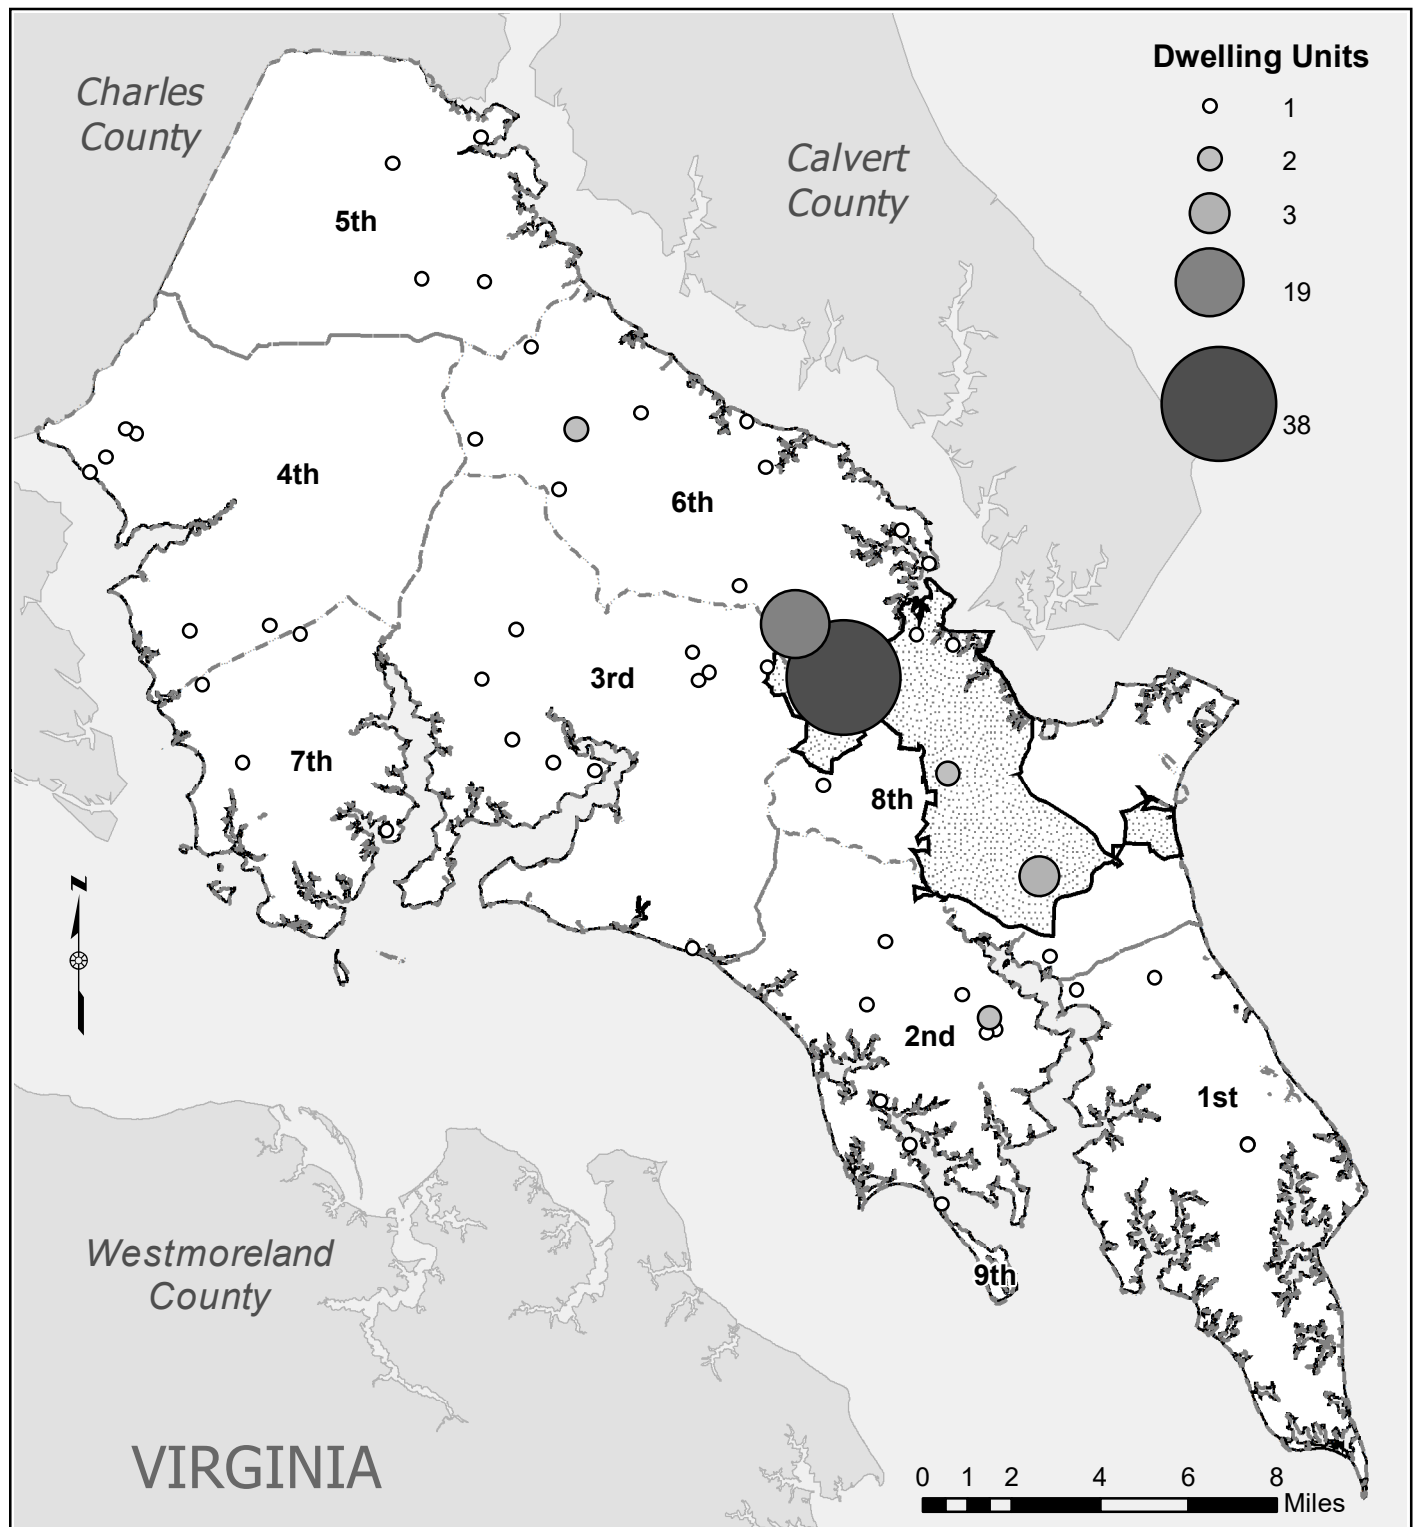 Dwelling Units
1
2
3
19
38
Charles
County
Calvert
County
5th
4th
6th
3rd
7th
8th
N
2nd
1st
9th
Westmoreland
County
VIRGINIA
0 1 2 4 6 8
Miles